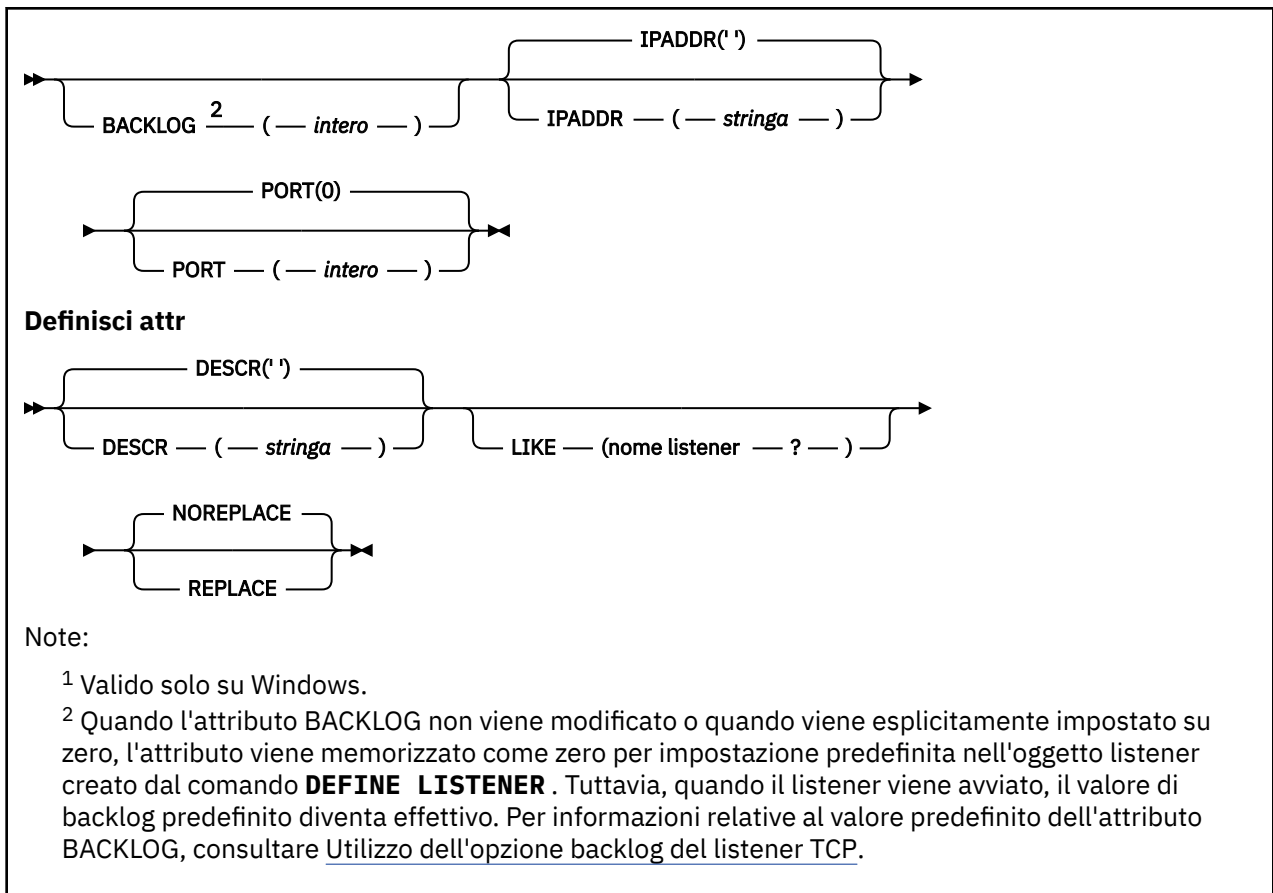 IPADDR(' ')
BACKLOG 2 ( intero )
IPADDR ( stringa )
PORT(0)
PORT ( intero )
Definisci attr
DESCR(' ')
DESCR ( stringa )
LIKE (nome listener ? )
NOREPLACE
REPLACE
Note:
1 Valido solo su Windows.
2 Quando l'attributo BACKLOG non viene modificato o quando viene esplicitamente impostato su
zero, l'attributo viene memorizzato come zero per impostazione predefinita nell'oggetto listener
creato dal comando DEFINE LISTENER . Tuttavia, quando il listener viene avviato, il valore di
backlog predefinito diventa effettivo. Per informazioni relative al valore predefinito dell'attributo
BACKLOG, consultare Utilizzo dell'opzione backlog del listener TCP.